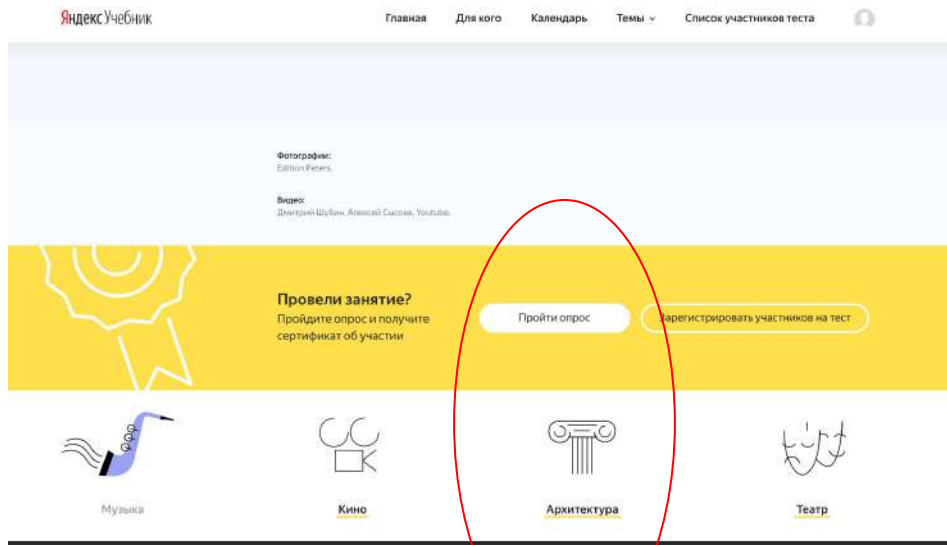 Яндекс Учебник
Главная Для кого Календарь Темы Список участников теста
Фотографии:
Edition Peters.
Видео:
Дмитрий Шубин, Алексей Сысоев, Youtube.
Провели занятие?
Пройдите опрос и получите
сертификат об участии
Пройти опрос
Зарегистрировать участников на тест
Музыка Кино Архитектура Театр